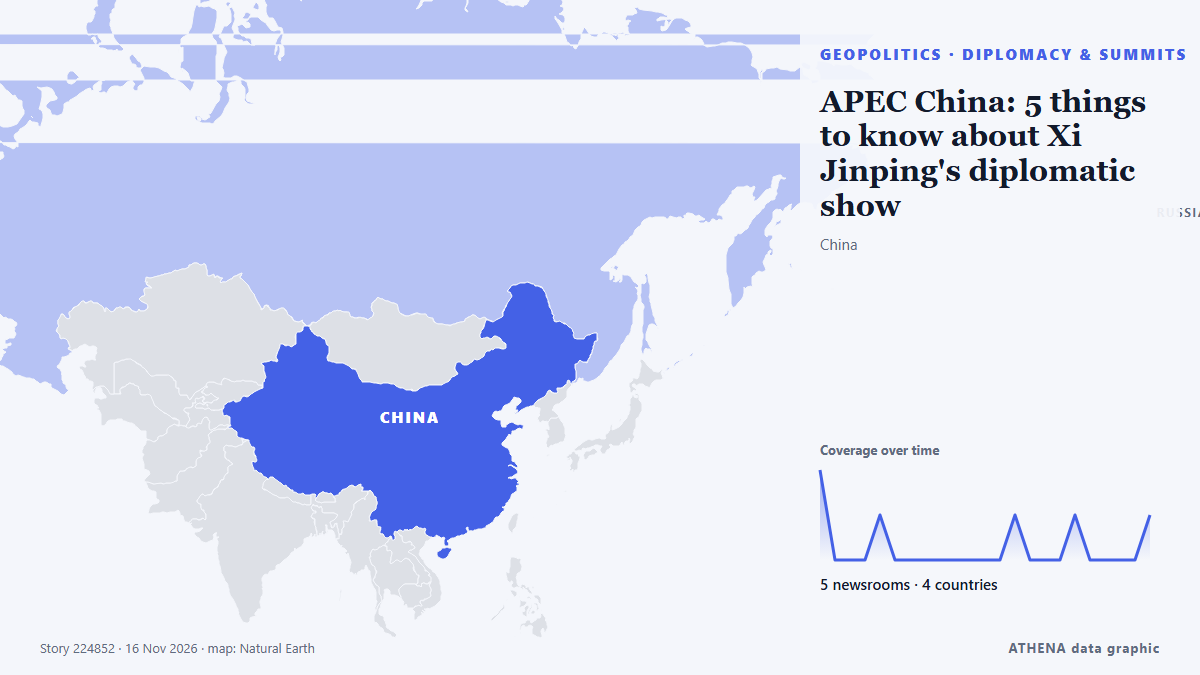 GEOPOLITICS · DIPLOMACY & SUMMITS
APEC China: 5 things
to know about Xi
Jinping's diplomatic
show
RUSSIA
China
CHINA
Coverage over time
5 newsrooms · 4 countries
Story 224852 · 16 Nov 2026 · map: Natural Earth
ATHENA data graphic